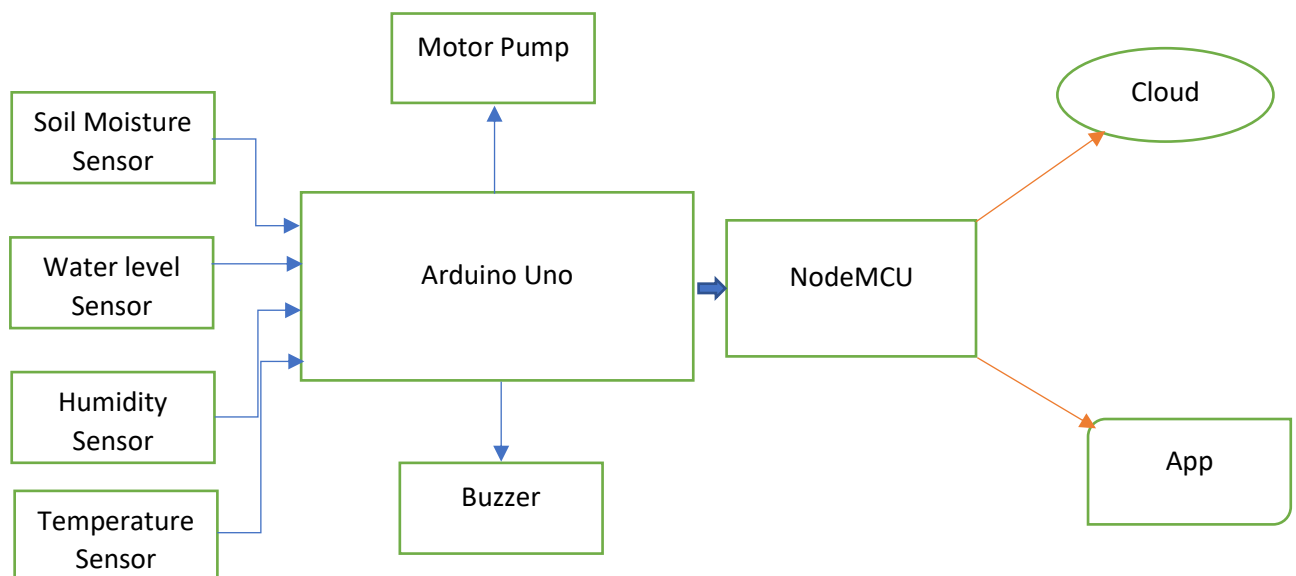 Motor Pump
Cloud
Soil Moisture
Sensor
Water level
Sensor
Arduino Uno
NodeMCU
Humidity
Sensor
App
Buzzer
Temperature
Sensor